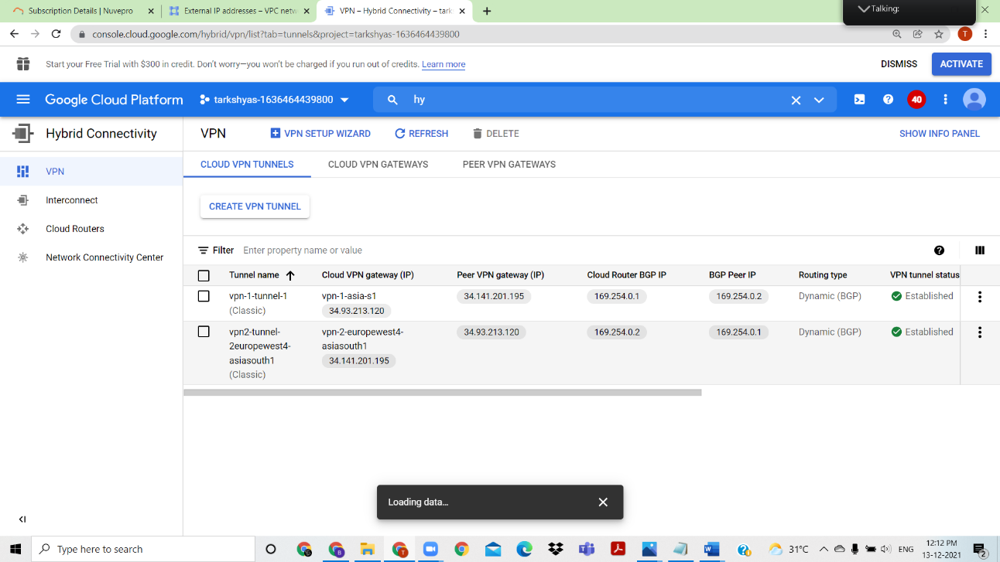 Subscription Details | Nuvepro
External IP addresses – VPC netw
VPN – Hybrid Connectivity – tark
Talking:
console.cloud.google.com/hybrid/vpn/list?tab=tunnels&project=tarkshyas-1636464439800
T
Start your Free Trial with $300 in credit. Don't worry—you won't be charged if you run out of credits. Learn more
DISMISS
ACTIVATE
Google Cloud Platform
tarkshyas-1636464439800
hy
40
Hybrid Connectivity
VPN
VPN SETUP WIZARD
REFRESH
DELETE
SHOW INFO PANEL
VPN
Interconnect
Cloud Routers
Network Connectivity Center
CLOUD VPN TUNNELS
CLOUD VPN GATEWAYS
PEER VPN GATEWAYS
CREATE VPN TUNNEL
Filter Enter property name or value
Tunnel name Cloud VPN gateway (IP) Peer VPN gateway (IP) Cloud Router BGP IP BGP Peer IP Routing type VPN tunnel status
vpn-1-tunnel-1 vpn-1-asia-s1 34.141.201.195 169.254.0.1 169.254.0.2 Dynamic (BGP) Established
(Classic) 34.93.213.120
vpn2-tunnel- vpn-2-europewest4- 34.93.213.120 169.254.0.2 169.254.0.1 Dynamic (BGP) Established
2europewest4- asiasouth1
asiasouth1 34.141.201.195
(Classic)
Loading data...
Type here to search
31°C
ENG
12:12 PM
13-12-2021
2